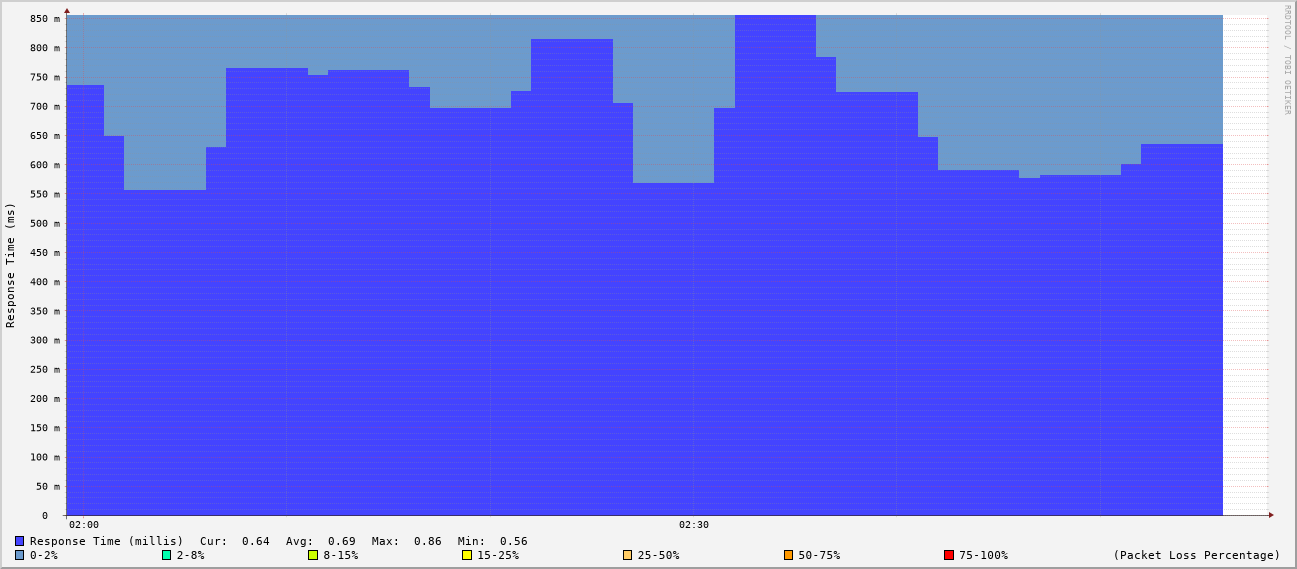 850 m
800 m
750 m
700 m
650 m
600 m
550 m
500 m
450 m
400 m
350 m
300 m
250 m
200 m
150 m
100 m
50 m
0
Response Time (ms)
RRDTOOL / TOBI OETIKER
02:00 02:30
Response Time (millis) Cur: 0.64 Avg: 0.69 Max: 0.86 Min: 0.56
0-2% 2-8% 8-15% 15-25% 25-50% 50-75% 75-100% (Packet Loss Percentage)